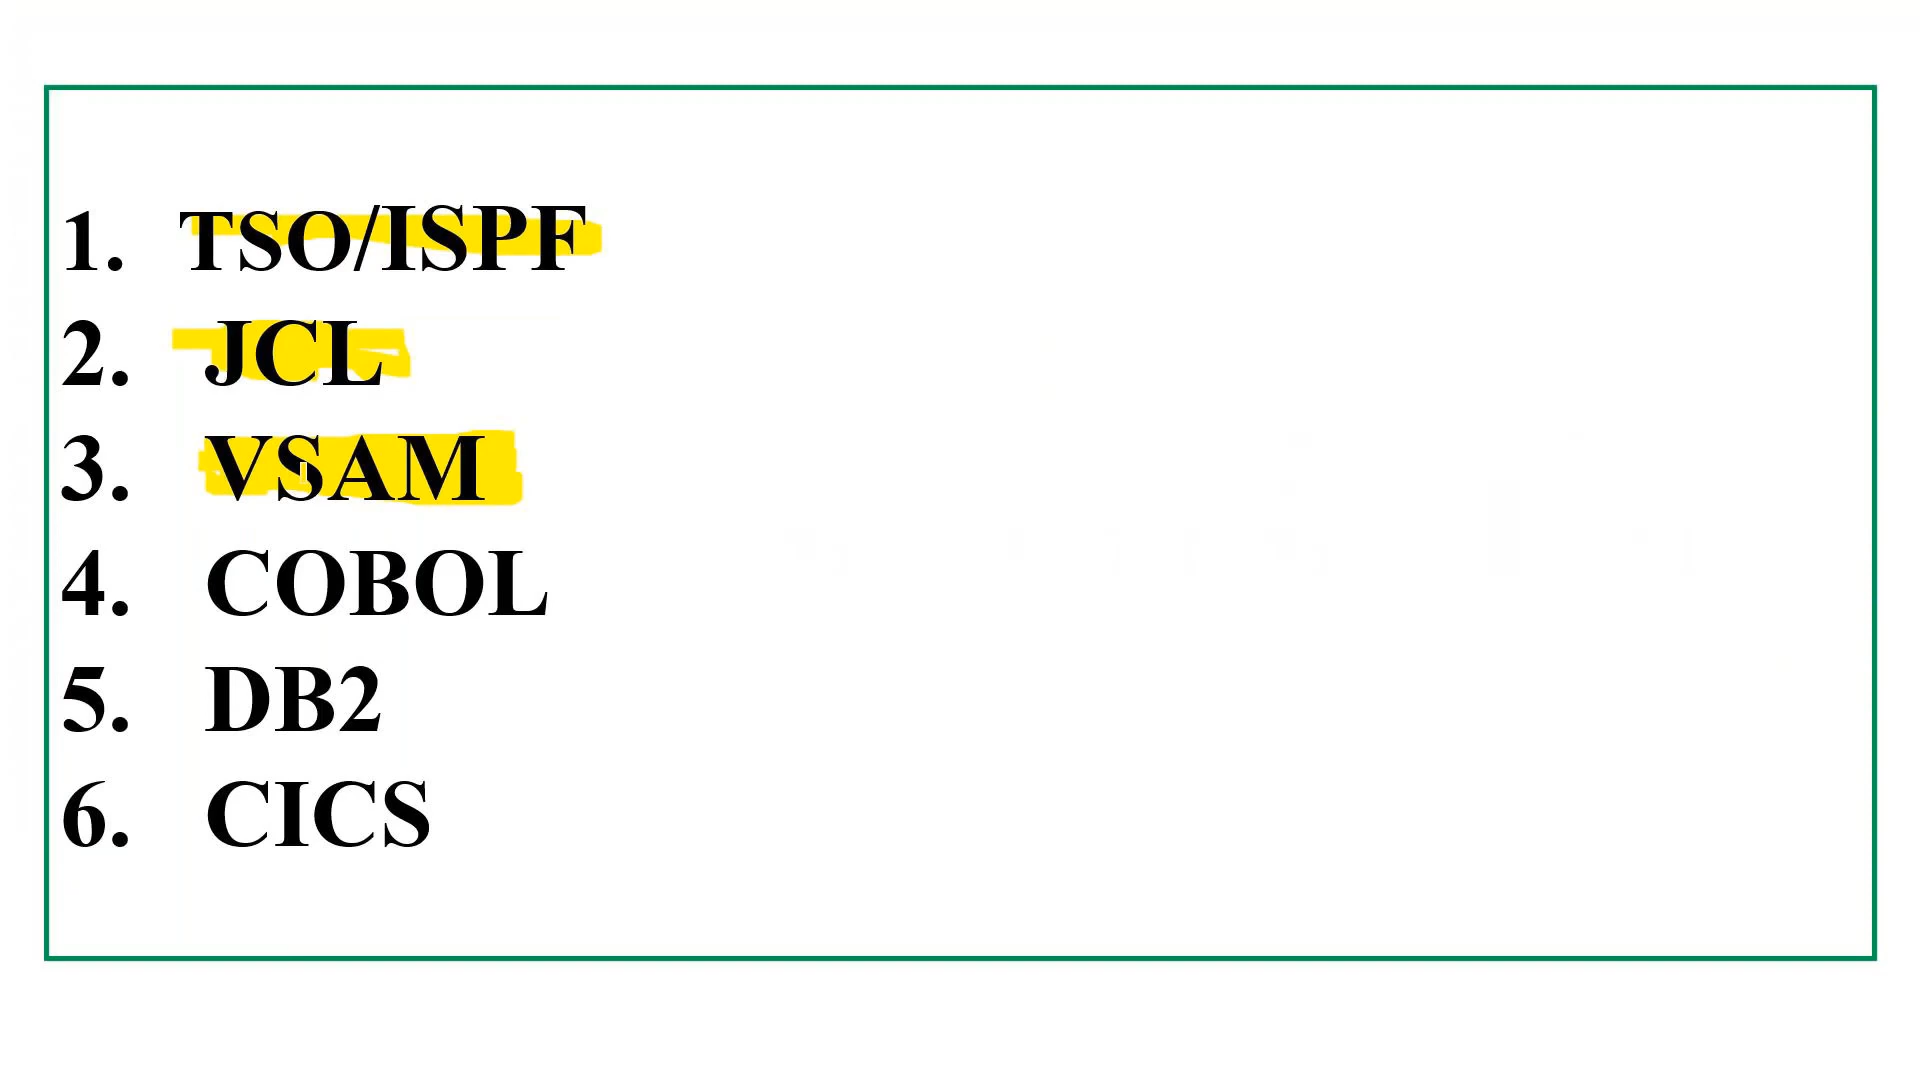 1. TSO/ISPF
2. JCL
3. VSAM
4. COBOL
5. DB2
6. CICS